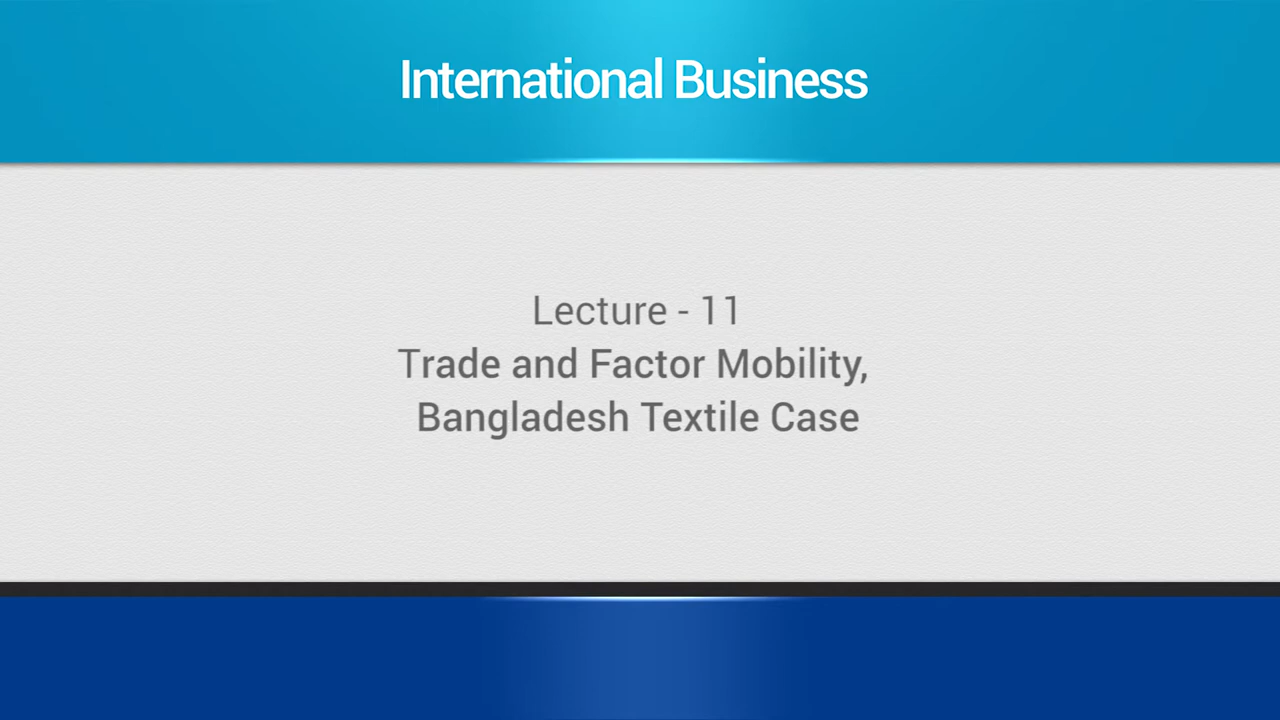 International Business
Lecture - 11
Trade and Factor Mobility,
Bangladesh Textile Case